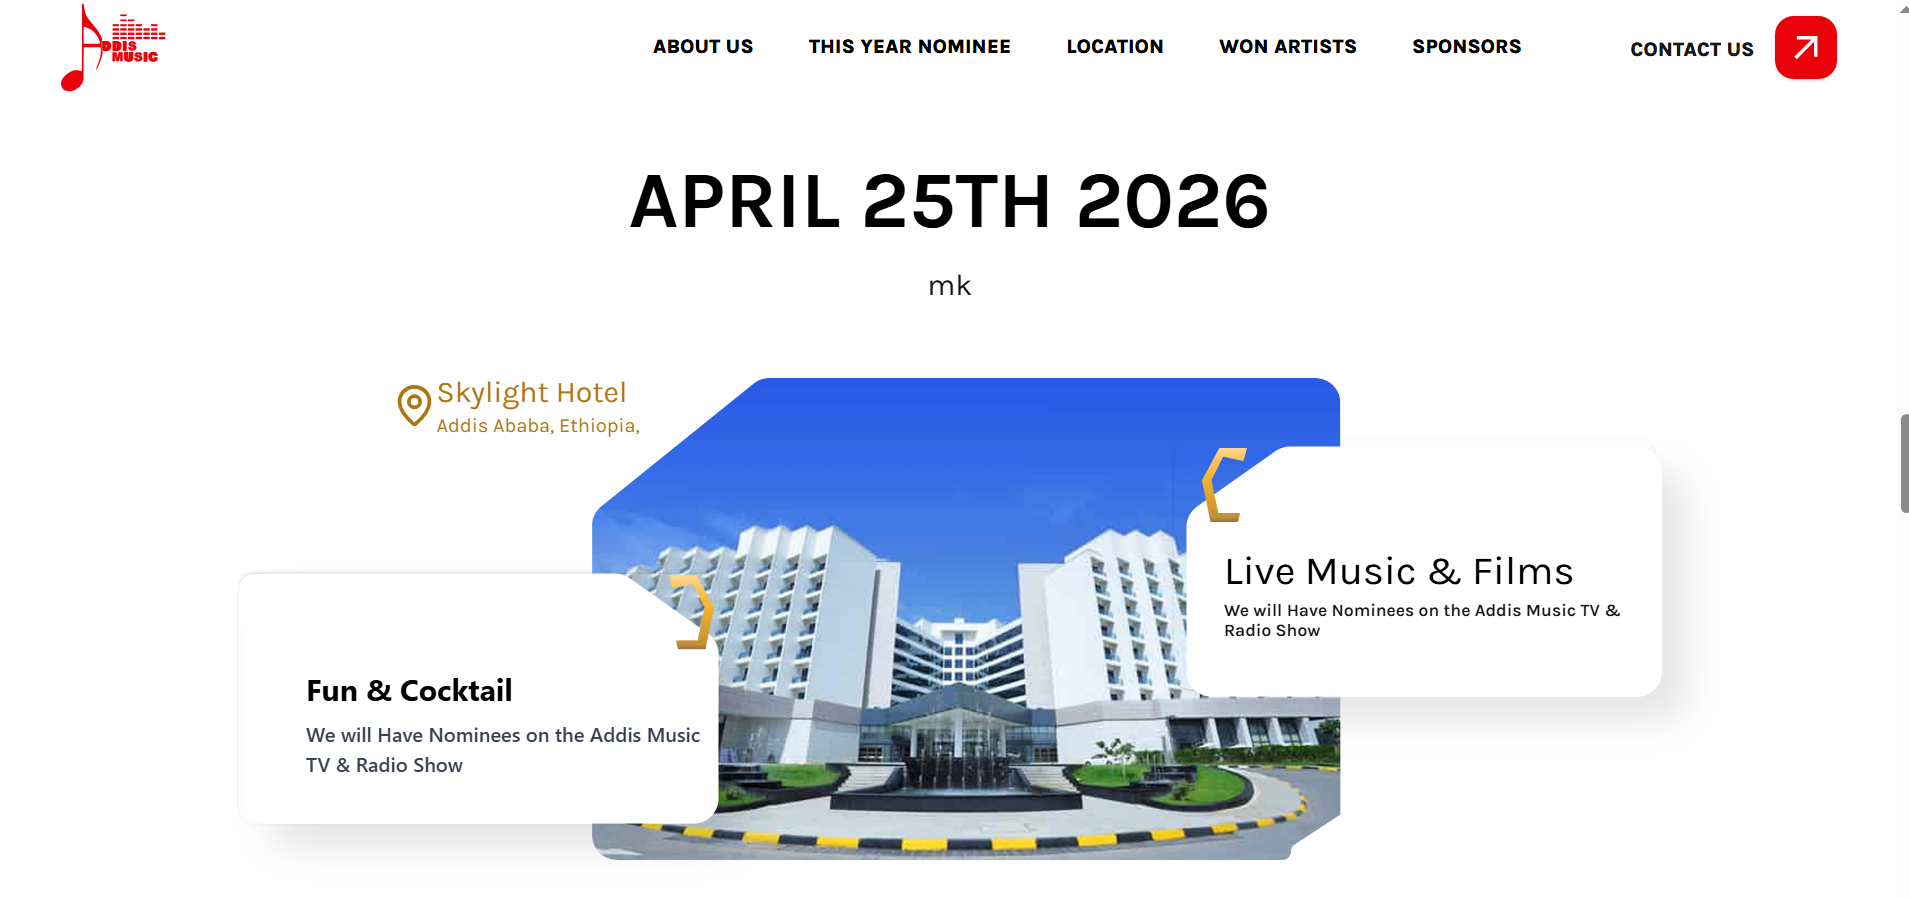 ADDIS
MUSIC
ABOUT US
THIS YEAR NOMINEE
LOCATION
WON ARTISTS
SPONSORS
CONTACT US
APRIL 25TH 2026
mk
Skylight Hotel
Addis Ababa, Ethiopia,
Live Music & Films
We will Have Nominees on the Addis Music TV &
Radio Show
Fun & Cocktail
We will Have Nominees on the Addis Music
TV & Radio Show